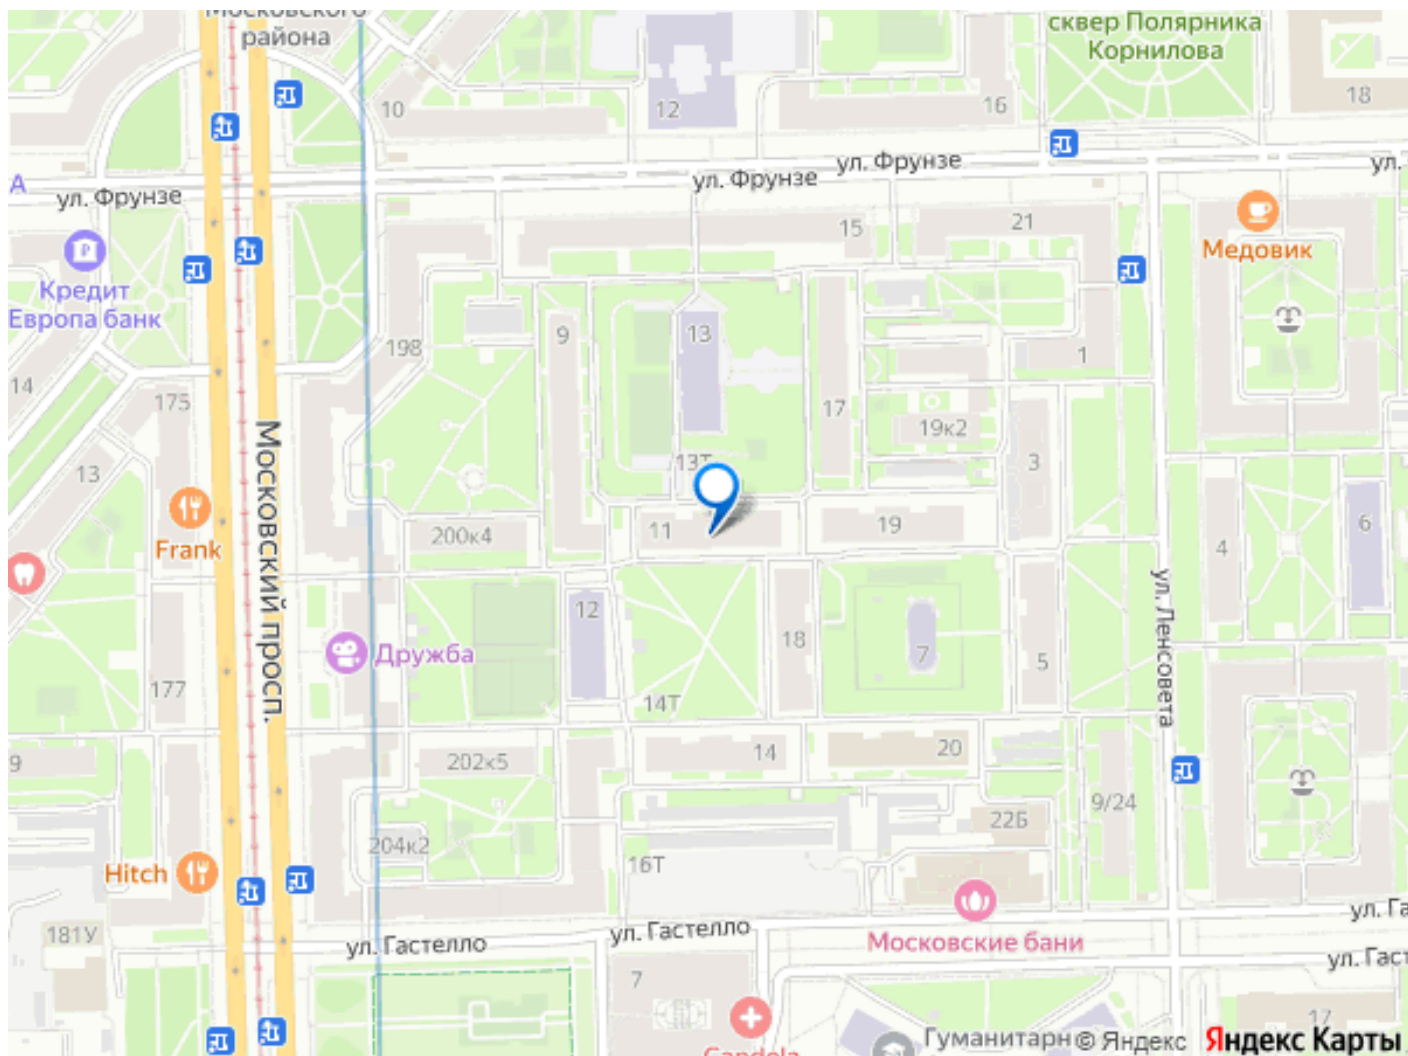 Московского
района
сквер Полярника
Корнилова
10
12
16
18
ул. Фрунзе
ул. Фрунзе
ул. Фрунзе
ул.
А
Кредит
Европа банк
Медовик
15
21
9
13
198
1
14
175
17
19к2
13
13Т
3
Frank
200к4
11
19
4
6
Московский просп.
ул. Ленсовета
12
18
7
5
Дружба
177
14Т
9
202к5
14
20
9/24
22Б
204к2
16Т
Hitch
181У
ул. Гастелло
ул. Гастелло
ул. Га
Московские бани
ул. Гаст
7
17
Гуманитарн
© Яндекс
Яндекс Карты